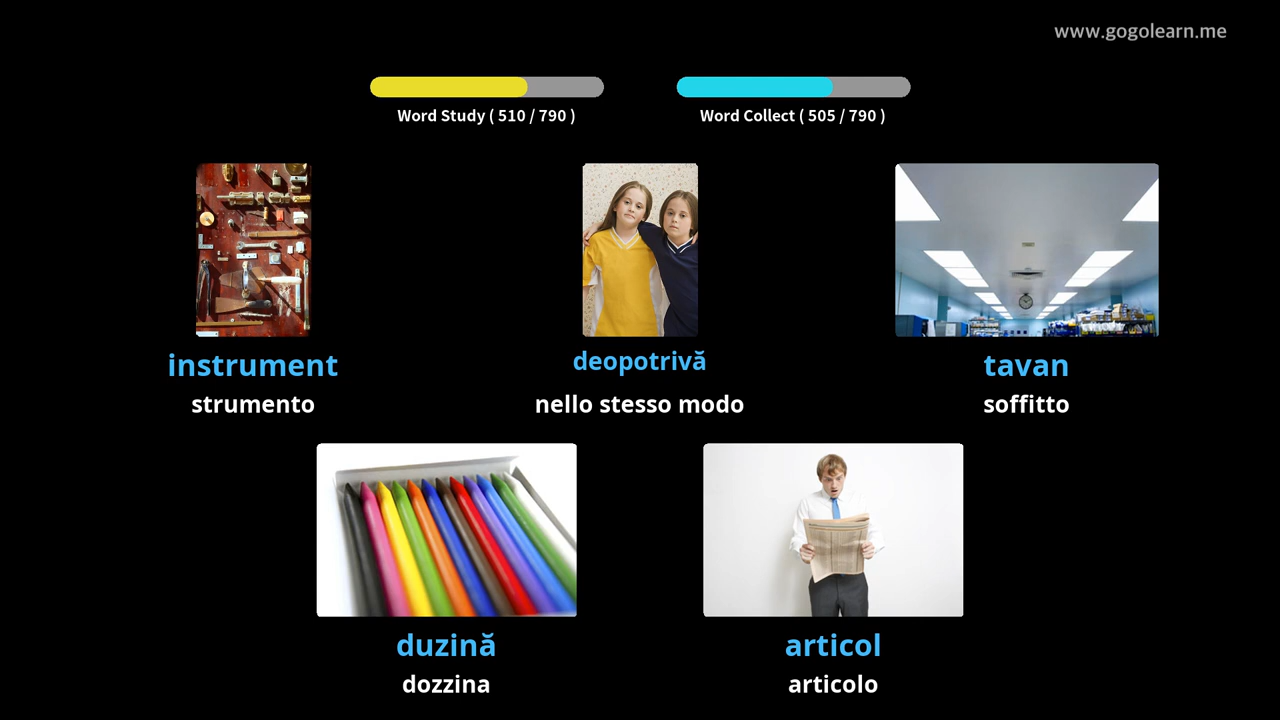 www.gogolearn.me
Word Study ( 510 / 790 )
Word Collect ( 505 / 790 )
instrument
strumento
deopotrivă
nello stesso modo
tavan
soffitto
duzină
dozzina
articol
articolo